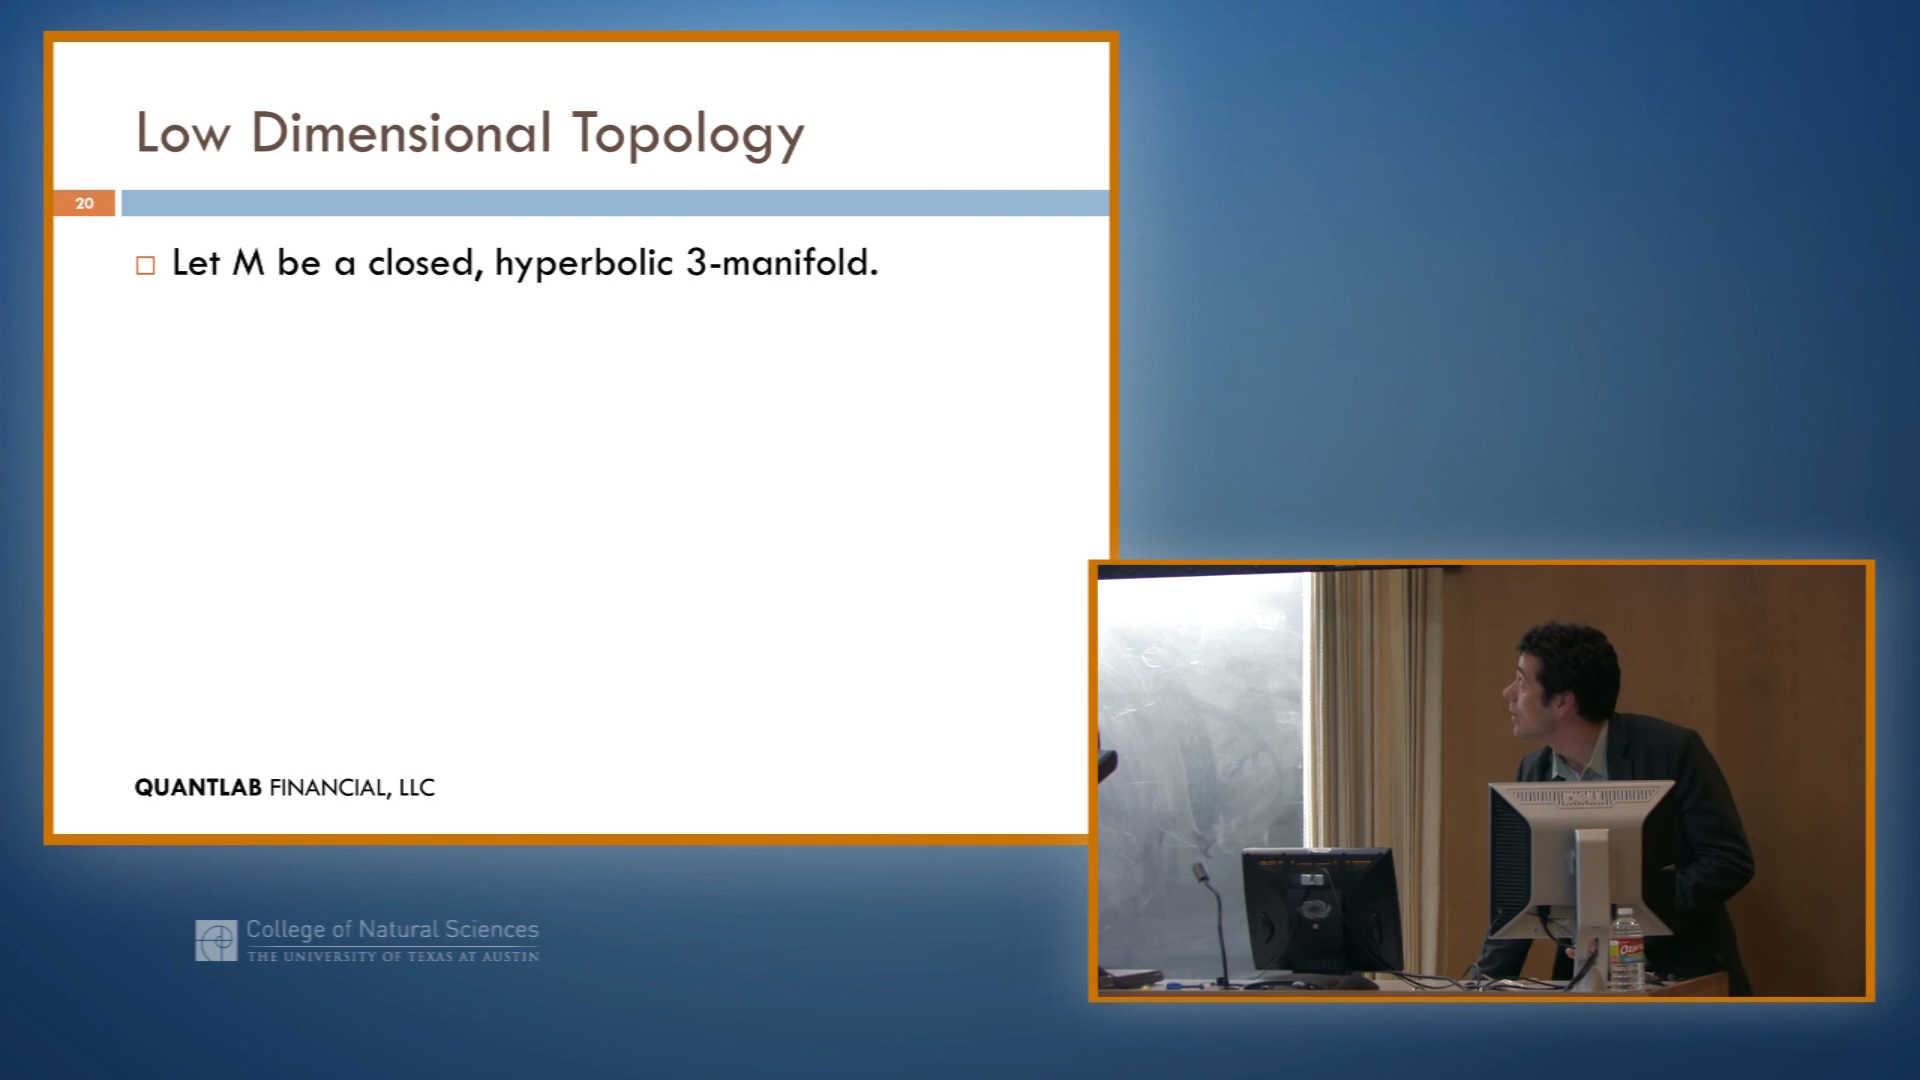 Low Dimensional Topology
20
Let M be a closed, hyperbolic 3-manifold.
QUANTLAB FINANCIAL, LLC
College of Natural Sciences
THE UNIVERSITY OF TEXAS AT AUSTIN